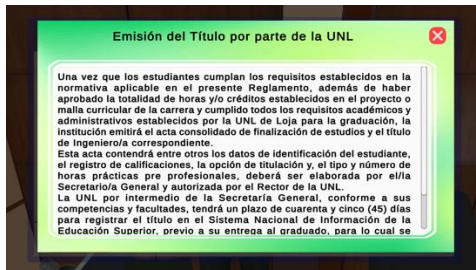 Emisión del Título por parte de la UNL
Una vez que los estudiantes cumplan los requisitos establecidos en la
normativa aplicable en el presente Reglamento, además de haber
aprobado la totalidad de horas y/o créditos establecidos en el proyecto o
malla curricular de la carrera y cumplido todos los requisitos académicos y
administrativos establecidos por la UNL de Loja para la graduación, la
institución emitirá el acta consolidado de finalización de estudios y el título
de Ingeniero/a correspondiente.
Esta acta contendrá entre otros los datos de identificación del estudiante,
el registro de calificaciones, la opción de titulación y, el tipo y número de
horas prácticas pre profesionales, deberá ser elaborada por el/la
Secretario/a General y autorizada por el Rector de la UNL.
La UNL por intermedio de la Secretaría General, conforme a sus
competencias y facultades, tendrá un plazo de cuarenta y cinco (45) días
para registrar el título en el Sistema Nacional de Información de la
Educación Superior, previo a su entrega al graduado, para lo cual se